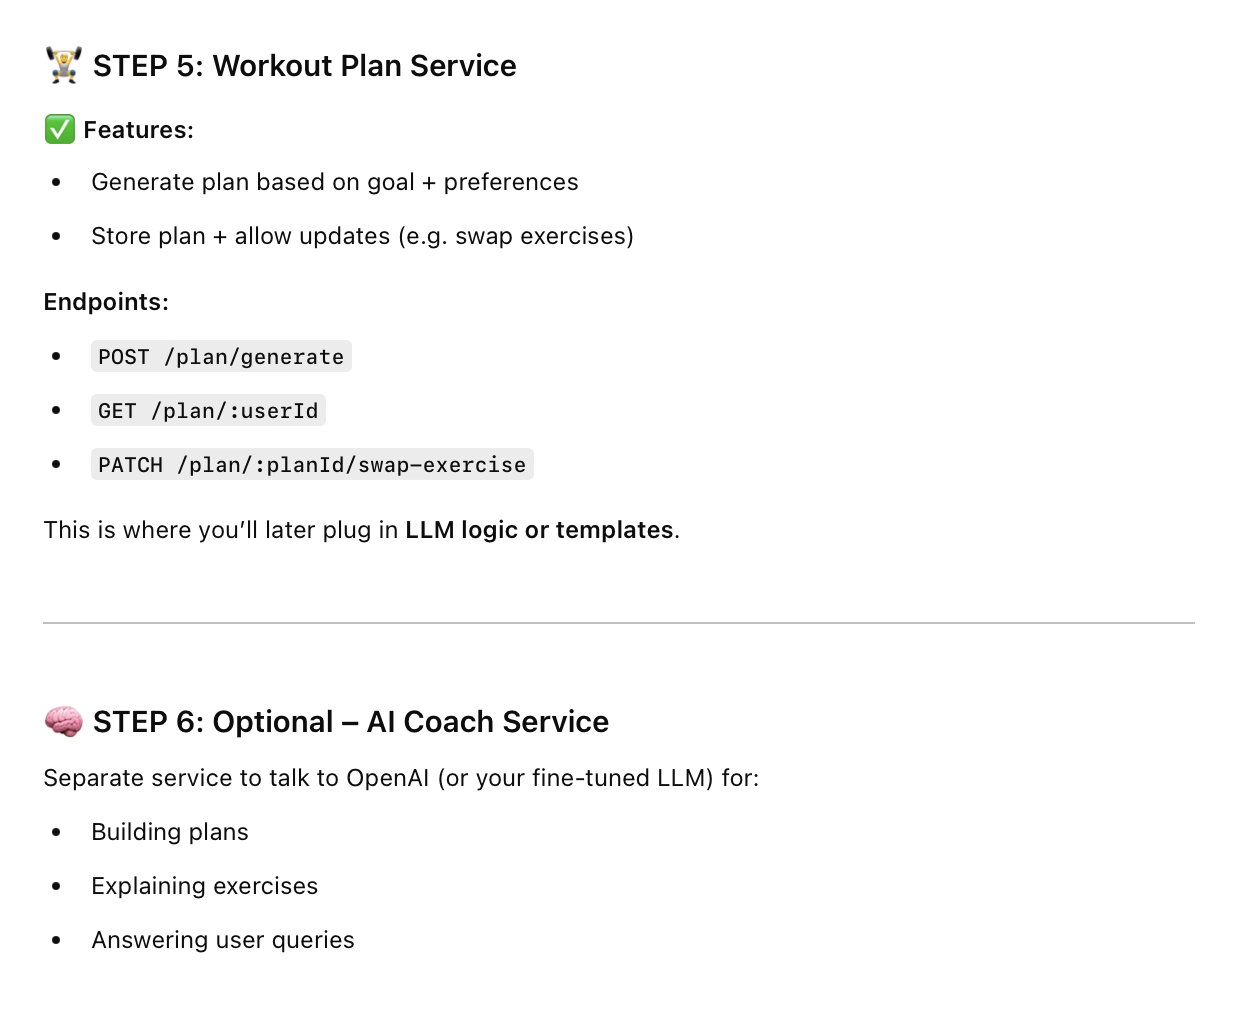 🏋️ STEP 5: Workout Plan Service
✅ Features:
• Generate plan based on goal + preferences
• Store plan + allow updates (e.g. swap exercises)
Endpoints:
• POST /plan/generate
• GET /plan/:userId
• PATCH /plan/:planId/swap-exercise
This is where you’ll later plug in LLM logic or templates.
🧠 STEP 6: Optional – AI Coach Service
Separate service to talk to OpenAI (or your fine-tuned LLM) for:
• Building plans
• Explaining exercises
• Answering user queries